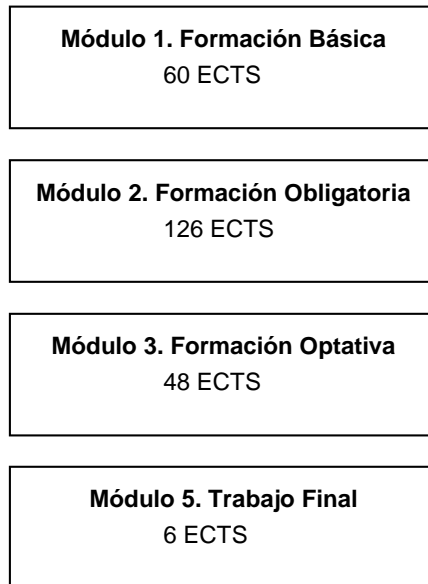 Módulo 1. Formación Básica
60 ECTS
Módulo 2. Formación Obligatoria
126 ECTS
Módulo 3. Formación Optativa
48 ECTS
Módulo 5. Trabajo Final
6 ECTS